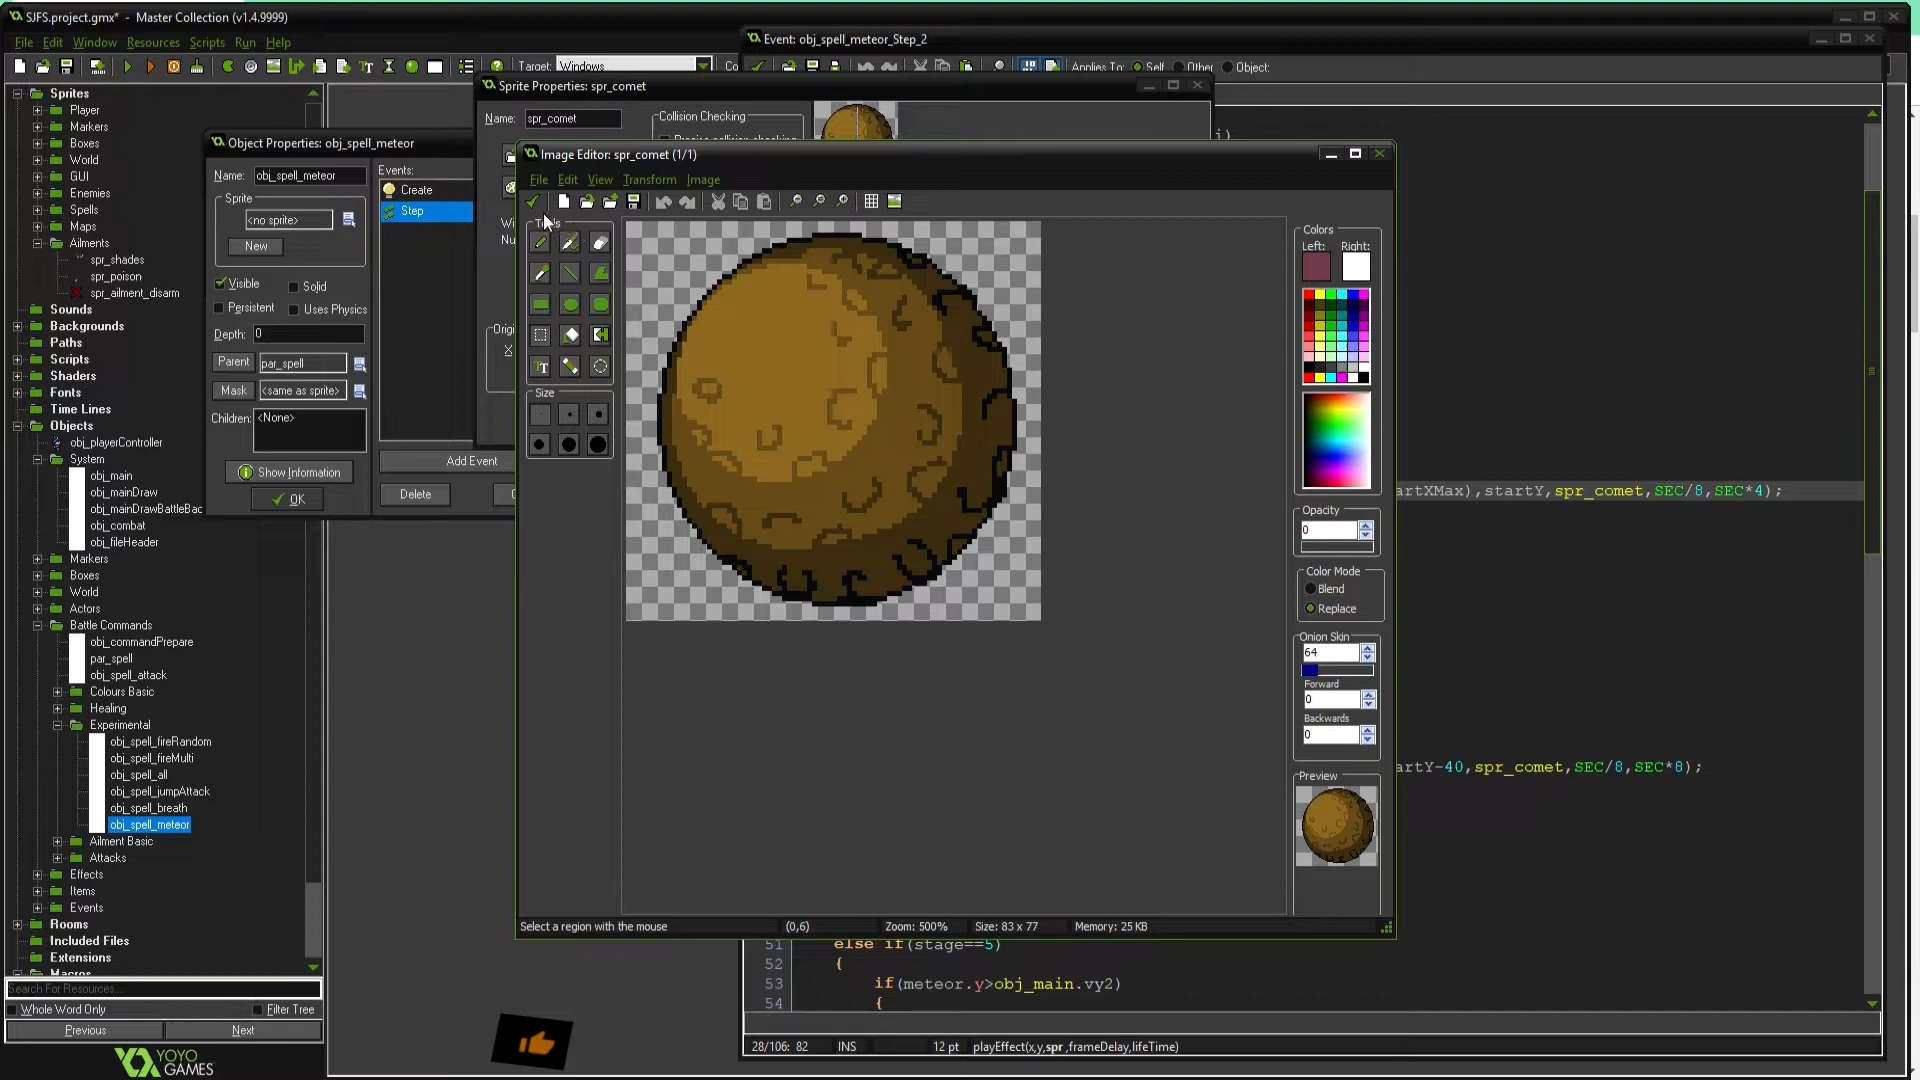 SJFS.project.gmx* - Master Collection (v1.4.9999)
File Edit Window Resources Scripts Run Help
Target: Windows
Event: obj_spell_meteor_Step_2
Applies To: Self Other Object:
Sprites
Player
Markers
Boxes
World
GUI
Enemies
Spells
Maps
Ailments
spr_shades
spr_poison
spr_ailment_disarm
Sounds
Backgrounds
Paths
Scripts
Shaders
Fonts
Time Lines
Objects
obj_playerController
System
obj_main
obj_mainDraw
obj_mainDrawBattleBac
obj_combat
obj_fileHeader
Markers
Boxes
World
Actors
Battle Commands
obj_commandPrepare
par_spell
obj_spell_attack
Colours Basic
Healing
Experimental
obj_spell_fireRandom
obj_spell_fireMulti
obj_spell_all
obj_spell_jumpAttack
obj_spell_breath
obj_spell_meteor
Ailment Basic
Attacks
Effects
Items
Events
Rooms
Included Files
Extensions
Macros
Search For Resources...
Whole Word Only Filter Tree
Previous Next
YOYO
GAMES
Object Properties: obj_spell_meteor
Name: obj_spell_meteor
Sprite
<no sprite>
New
Visible Solid
Persistent Uses Physics
Depth: 0
Parent par_spell
Mask <same as sprite>
Children: <None>
Show Information
OK
Events:
Create
Step
Add Event
Delete
Sprite Properties: spr_comet
Name: spr_comet
Collision Checking
Image Editor: spr_comet (1/1)
File Edit View Transform Image
Size
Colors
Left: Right:
Opacity
0
Color Mode
Blend
Replace
Onion Skin
64
Forward
0
Backwards
0
Preview
Select a region with the mouse (0,6) Zoom: 500% Size: 83 x 77 Memory: 25 KB
artXMax),startY,spr_comet,SEC/8,SEC*4);
artY-40,spr_comet,SEC/8,SEC*8);
51 else if(stage==5)
52 {
53 if(meteor.y>obj_main.vy2)
54 {
28/106: 82 INS 12 pt playEffect(x,y,spr ,frameDelay,lifeTime)